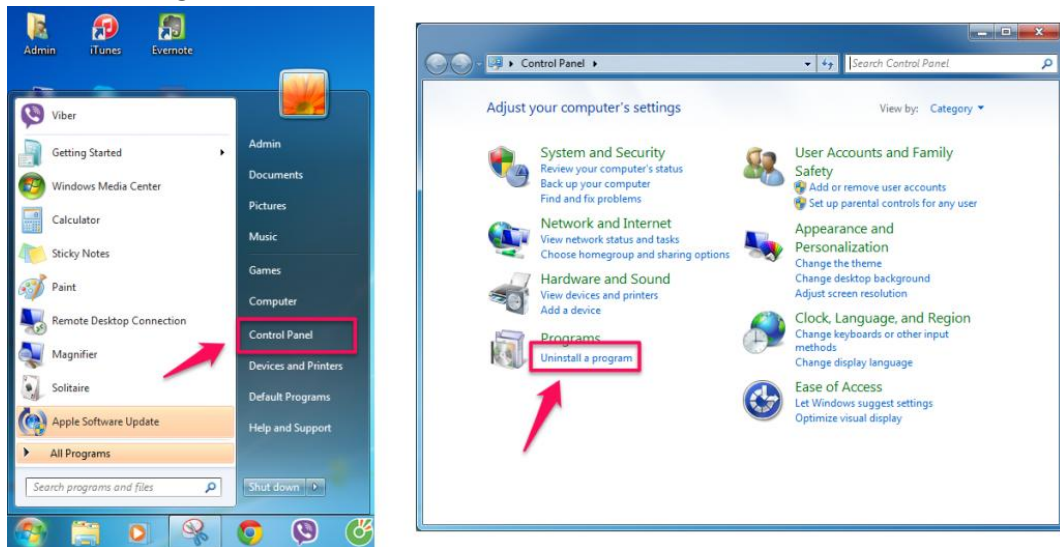 Admin
iTunes
Evernote
Viber
Getting Started
Windows Media Center
Calculator
Sticky Notes
Paint
Remote Desktop Connection
Magnifier
Solitaire
Apple Software Update
All Programs
Search programs and files
Admin
Documents
Pictures
Music
Games
Computer
Control Panel
Devices and Printers
Default Programs
Help and Support
Shut down
Control Panel
Search Control Panel
Adjust your computer's settings
View by: Category
System and Security
Review your computer's status
Back up your computer
Find and fix problems
Network and Internet
View network status and tasks
Choose homegroup and sharing options
Hardware and Sound
View devices and printers
Add a device
Programs
Uninstall a program
User Accounts and Family
Safety
Add or remove user accounts
Set up parental controls for any user
Appearance and
Personalization
Change the theme
Change desktop background
Adjust screen resolution
Clock, Language, and Region
Change keyboards or other input
methods
Change display language
Ease of Access
Let Windows suggest settings
Optimize visual display